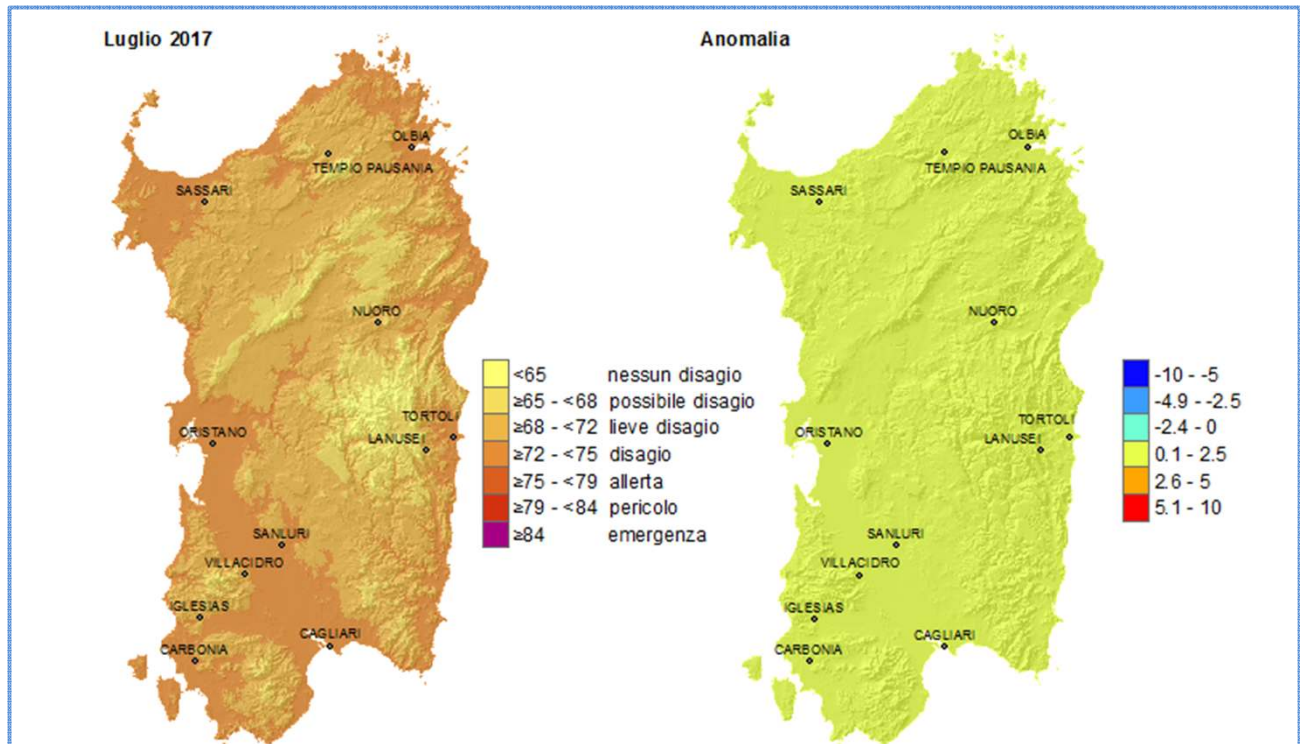 Luglio 2017
OLBIA
TEMPIO PAUSANIA
SASSARI
NUORO
TORTOLI
ORISTANO
LANUSEI
SANLURI
VILLACIDRO
IGLESIAS
CAGLIARI
CARBONIA
<65 nessun disagio
≥65 - <68 possibile disagio
≥68 - <72 lieve disagio
≥72 - <75 disagio
≥75 - <79 allerta
≥79 - <84 pericolo
≥84 emergenza
Anomalia
OLBIA
TEMPIO PAUSANIA
SASSARI
NUORO
TORTOLI
ORISTANO
LANUSEI
SANLURI
VILLACIDRO
IGLESIAS
CAGLIARI
CARBONIA
-10 - -5
-4.9 - -2.5
-2.4 - 0
0.1 - 2.5
2.6 - 5
5.1 - 10